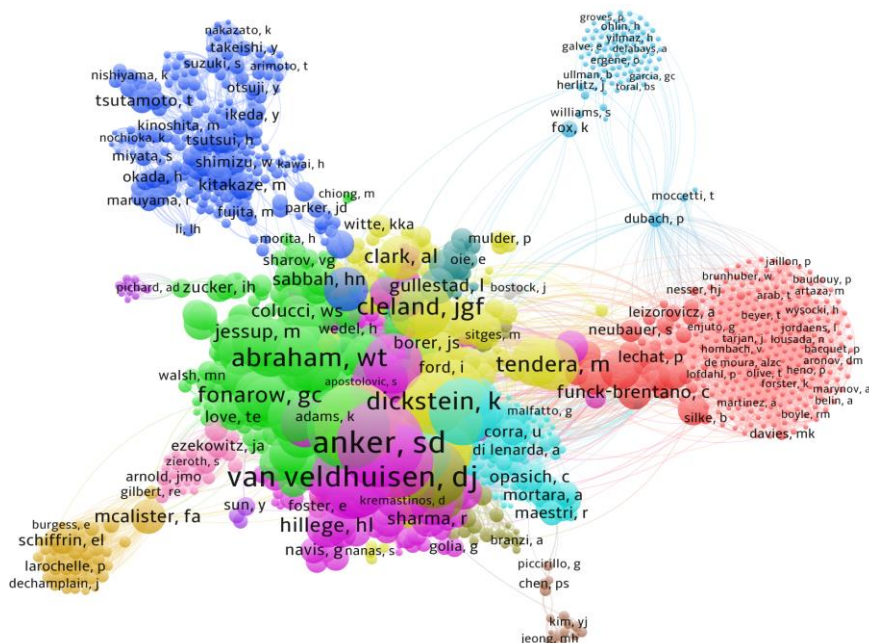 groves, p
ohlin, h
yilmaz, h
galve, e
delabays, a
ergene, o
ullman, b
garcia, gc
herlitz, j
toral, bs
williams, s
fox, k
nakazato, k
takeishi, y
suzuki, s
arimoto, t
nishiyama, k
otsuji, y
tsutamoto, t
ikeda, y
kinoshita, m
nochioka, k
tsutsui, h
miyata, s
shimizu, w
kawai, h
okada, h
kitakaze, m
chiong, m
maruyama, r
fujita, m
parker, jd
li, lh
morita, h
witte, kka
mulder, p
moccetti, t
dubach, p
sharov, vg
clark, al
oie, e
pichard, ad
zucker, ih
sabbah, hn
gullestad, l
bostock, j
colucci, ws
cleland, jgf
jessup, m
wedel, h
borer, js
sitges, m
neubauer, s
leizorovicz, a
jaillon, p
brunhuber, w
baudouy, p
nesser, hj
arab, t
artaza, m
beyer, t
wysocki, h
enjuto, g
jordaens, l
tarjan, j
lousada, n
hombach, v
bacquet, p
de moura, alzc
aronov, dm
lofdahl, p
olive, t
heno, p
forster, k
marynov, a
martinez, a
belin, a
boyle, rm
davies, mk
abraham, wt
ford, i
tendera, m
lechat, p
walsh, mn
apostolovic, s
funck-brentano, c
fonarow, gc
dickstein, k
silke, b
love, te
adams, k
malfatto, g
anker, sd
corra, u
di lenarda, a
ezekowitz, ja
zieroth, s
arnold, jmo
van veldhuisen, dj
opasich, c
gilbert, re
mortara, a
sun, y
foster, e
kremastinos, d
maestri, r
mcalister, fa
hillege, hl
sharma, r
burgess, e
schiffrin, el
navis, g
nanas, s
golia, g
branzi, a
larochelle, p
piccirillo, g
dechamplain, j
chen, ps
kim, yj
jeong, mh